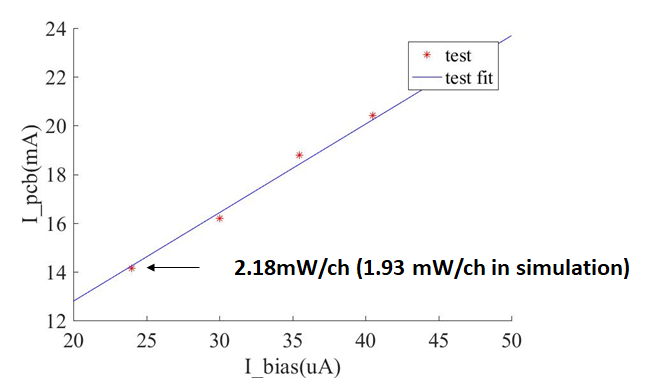 24
22
20
18
16
14
12
I_pcb(mA)
test
test fit
2.18mW/ch (1.93 mW/ch in simulation)
20
25
30
35
40
45
50
I_bias(uA)